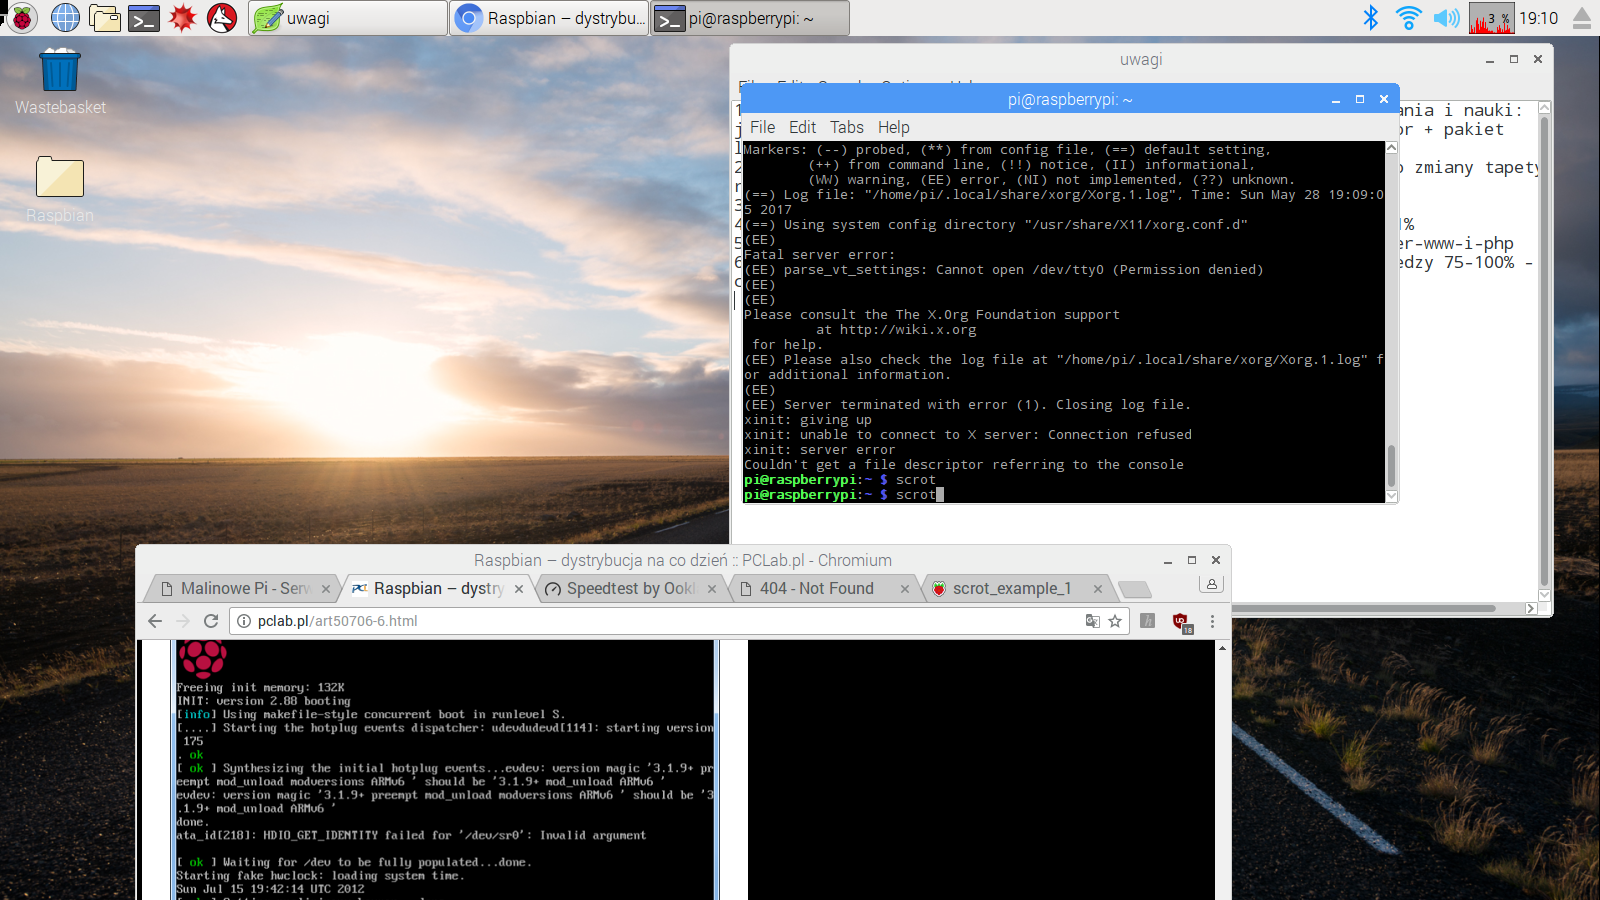 uwagi
Raspbian – dystrybu...
pi@raspberrypi: ~
3 %
19:10
Wastebasket
Raspbian
uwagi
pi@raspberrypi: ~
File Edit Tabs Help
ania i nauki:
or + pakiet
o zmiany tapety
1%
er-www-i-php
edzy 75-100% -
Markers: (--) probed, (**) from config file, (==) default setting,
(++) from command line, (!!) notice, (II) informational,
(WW) warning, (EE) error, (NI) not implemented, (??) unknown.
(==) Log file: "/home/pi/.local/share/xorg/Xorg.1.log", Time: Sun May 28 19:09:0
5 2017
(==) Using system config directory "/usr/share/X11/xorg.conf.d"
(EE)
Fatal server error:
(EE) parse_vt_settings: Cannot open /dev/tty0 (Permission denied)
(EE)
(EE)
Please consult the The X.Org Foundation support
at http://wiki.x.org
for help.
(EE) Please also check the log file at "/home/pi/.local/share/xorg/Xorg.1.log" f
or additional information.
(EE)
(EE) Server terminated with error (1). Closing log file.
xinit: giving up
xinit: unable to connect to X server: Connection refused
xinit: server error
Couldn't get a file descriptor referring to the console
pi@raspberrypi:~ $ scrot
pi@raspberrypi:~ $ scrot
Raspbian – dystrybucja na co dzień :: PCLab.pl - Chromium
Malinowe Pi - Serw
Raspbian – dystry
Speedtest by Ookl
404 - Not Found
scrot_example_1
pclab.pl/art50706-6.html
18
Freeing init memory: 132K
INIT: version 2.88 booting
[info] Using makefile-style concurrent boot in runlevel S.
[....] Starting the hotplug events dispatcher: udevdudevd[114]: starting version
175
. ok
[ ok ] Synthesizing the initial hotplug events...evdev: version magic '3.1.9+ pr
eempt mod_unload modversions ARMv6 ' should be '3.1.9+ mod_unload ARMv6 '
evdev: version magic '3.1.9+ preempt mod_unload modversions ARMv6 ' should be '3
.1.9+ mod_unload ARMv6 '
done.
ata_id[218]: HDIO_GET_IDENTITY failed for '/dev/sr0': Invalid argument
[ ok ] Waiting for /dev to be fully populated...done.
Starting fake hwclock: loading system time.
Sun Jul 15 19:42:14 UTC 2012